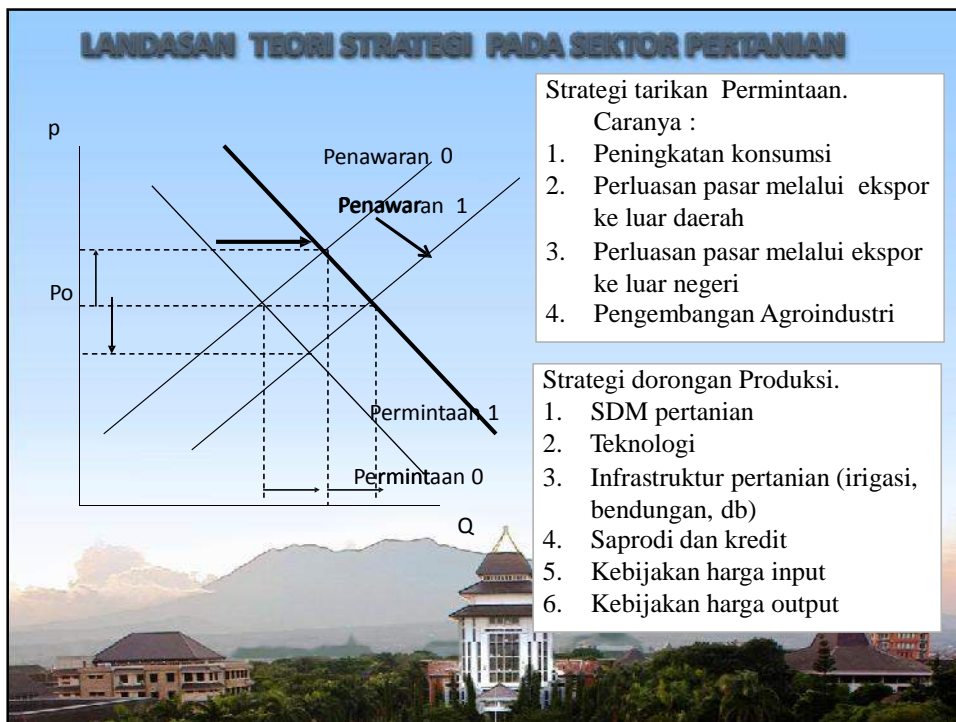 LANDASAN TEORI STRATEGI PADA SEKTOR PERTANIAN
p
Penawaran 0
Penawaran 1
Po
Permintaan 1
Permintaan 0
Q
Strategi tarikan Permintaan.
Caranya :
1. Peningkatan konsumsi
2. Perluasan pasar melalui ekspor
ke luar daerah
3. Perluasan pasar melalui ekspor
ke luar negeri
4. Pengembangan Agroindustri
Strategi dorongan Produksi.
1. SDM pertanian
2. Teknologi
3. Infrastruktur pertanian (irigasi,
bendungan, db)
4. Saprodi dan kredit
5. Kebijakan harga input
6. Kebijakan harga output